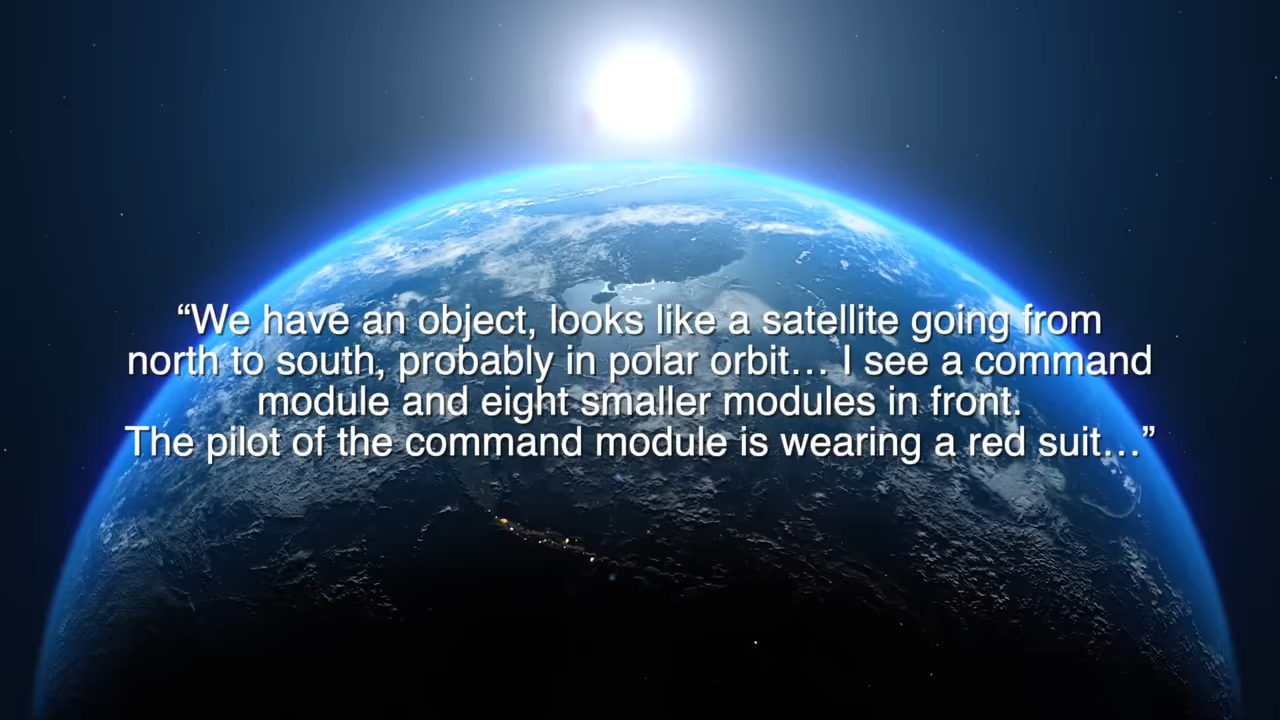 “We have an object, looks like a satellite going from
north to south, probably in polar orbit… I see a command
module and eight smaller modules in front.
The pilot of the command module is wearing a red suit…”